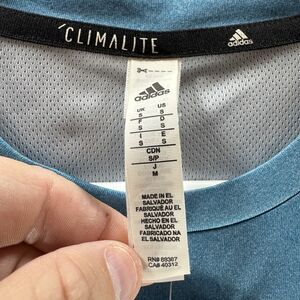 CLIMALITE
adidas
adidas
UK US
S S
F D
S S
I E
S S
CDN
S/P
J
M
MADE IN EL
SALVADOR
FABRIQUÉ AU EL
SALVADOR
HECHO EN EL
SALVADOR
FABRICADO NA
EL SALVADOR
RN# 88387
CA# 40312